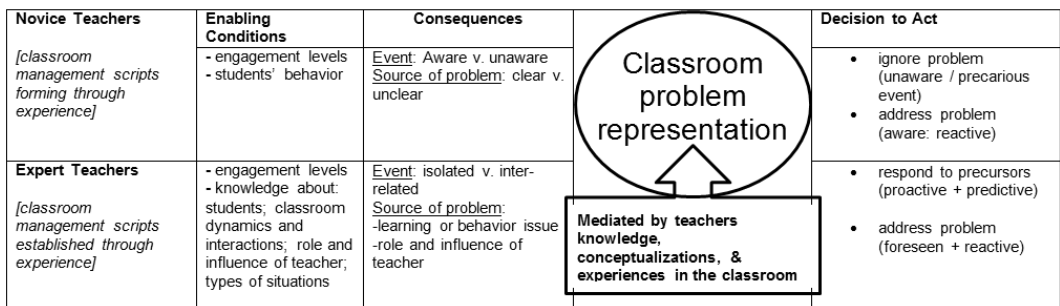 Novice Teachers
[classroom
management scripts
forming through
experience]
Enabling
Conditions
- engagement levels
- students' behavior
Consequences
Event: Aware v. unaware
Source of problem: clear v.
unclear
Classroom
problem
representation
Decision to Act
• ignore problem
(unaware / precarious
event)
• address problem
(aware: reactive)
Expert Teachers
[classroom
management scripts
established through
experience]
- engagement levels
- knowledge about:
students; classroom
dynamics and
interactions; role and
influence of teacher;
types of situations
Event: isolated v. inter-
related
Source of problem:
-learning or behavior issue
-role and influence of
teacher
Mediated by teachers
knowledge,
conceptualizations, &
experiences in the classroom
• respond to precursors
(proactive + predictive)
• address problem
(foreseen + reactive)